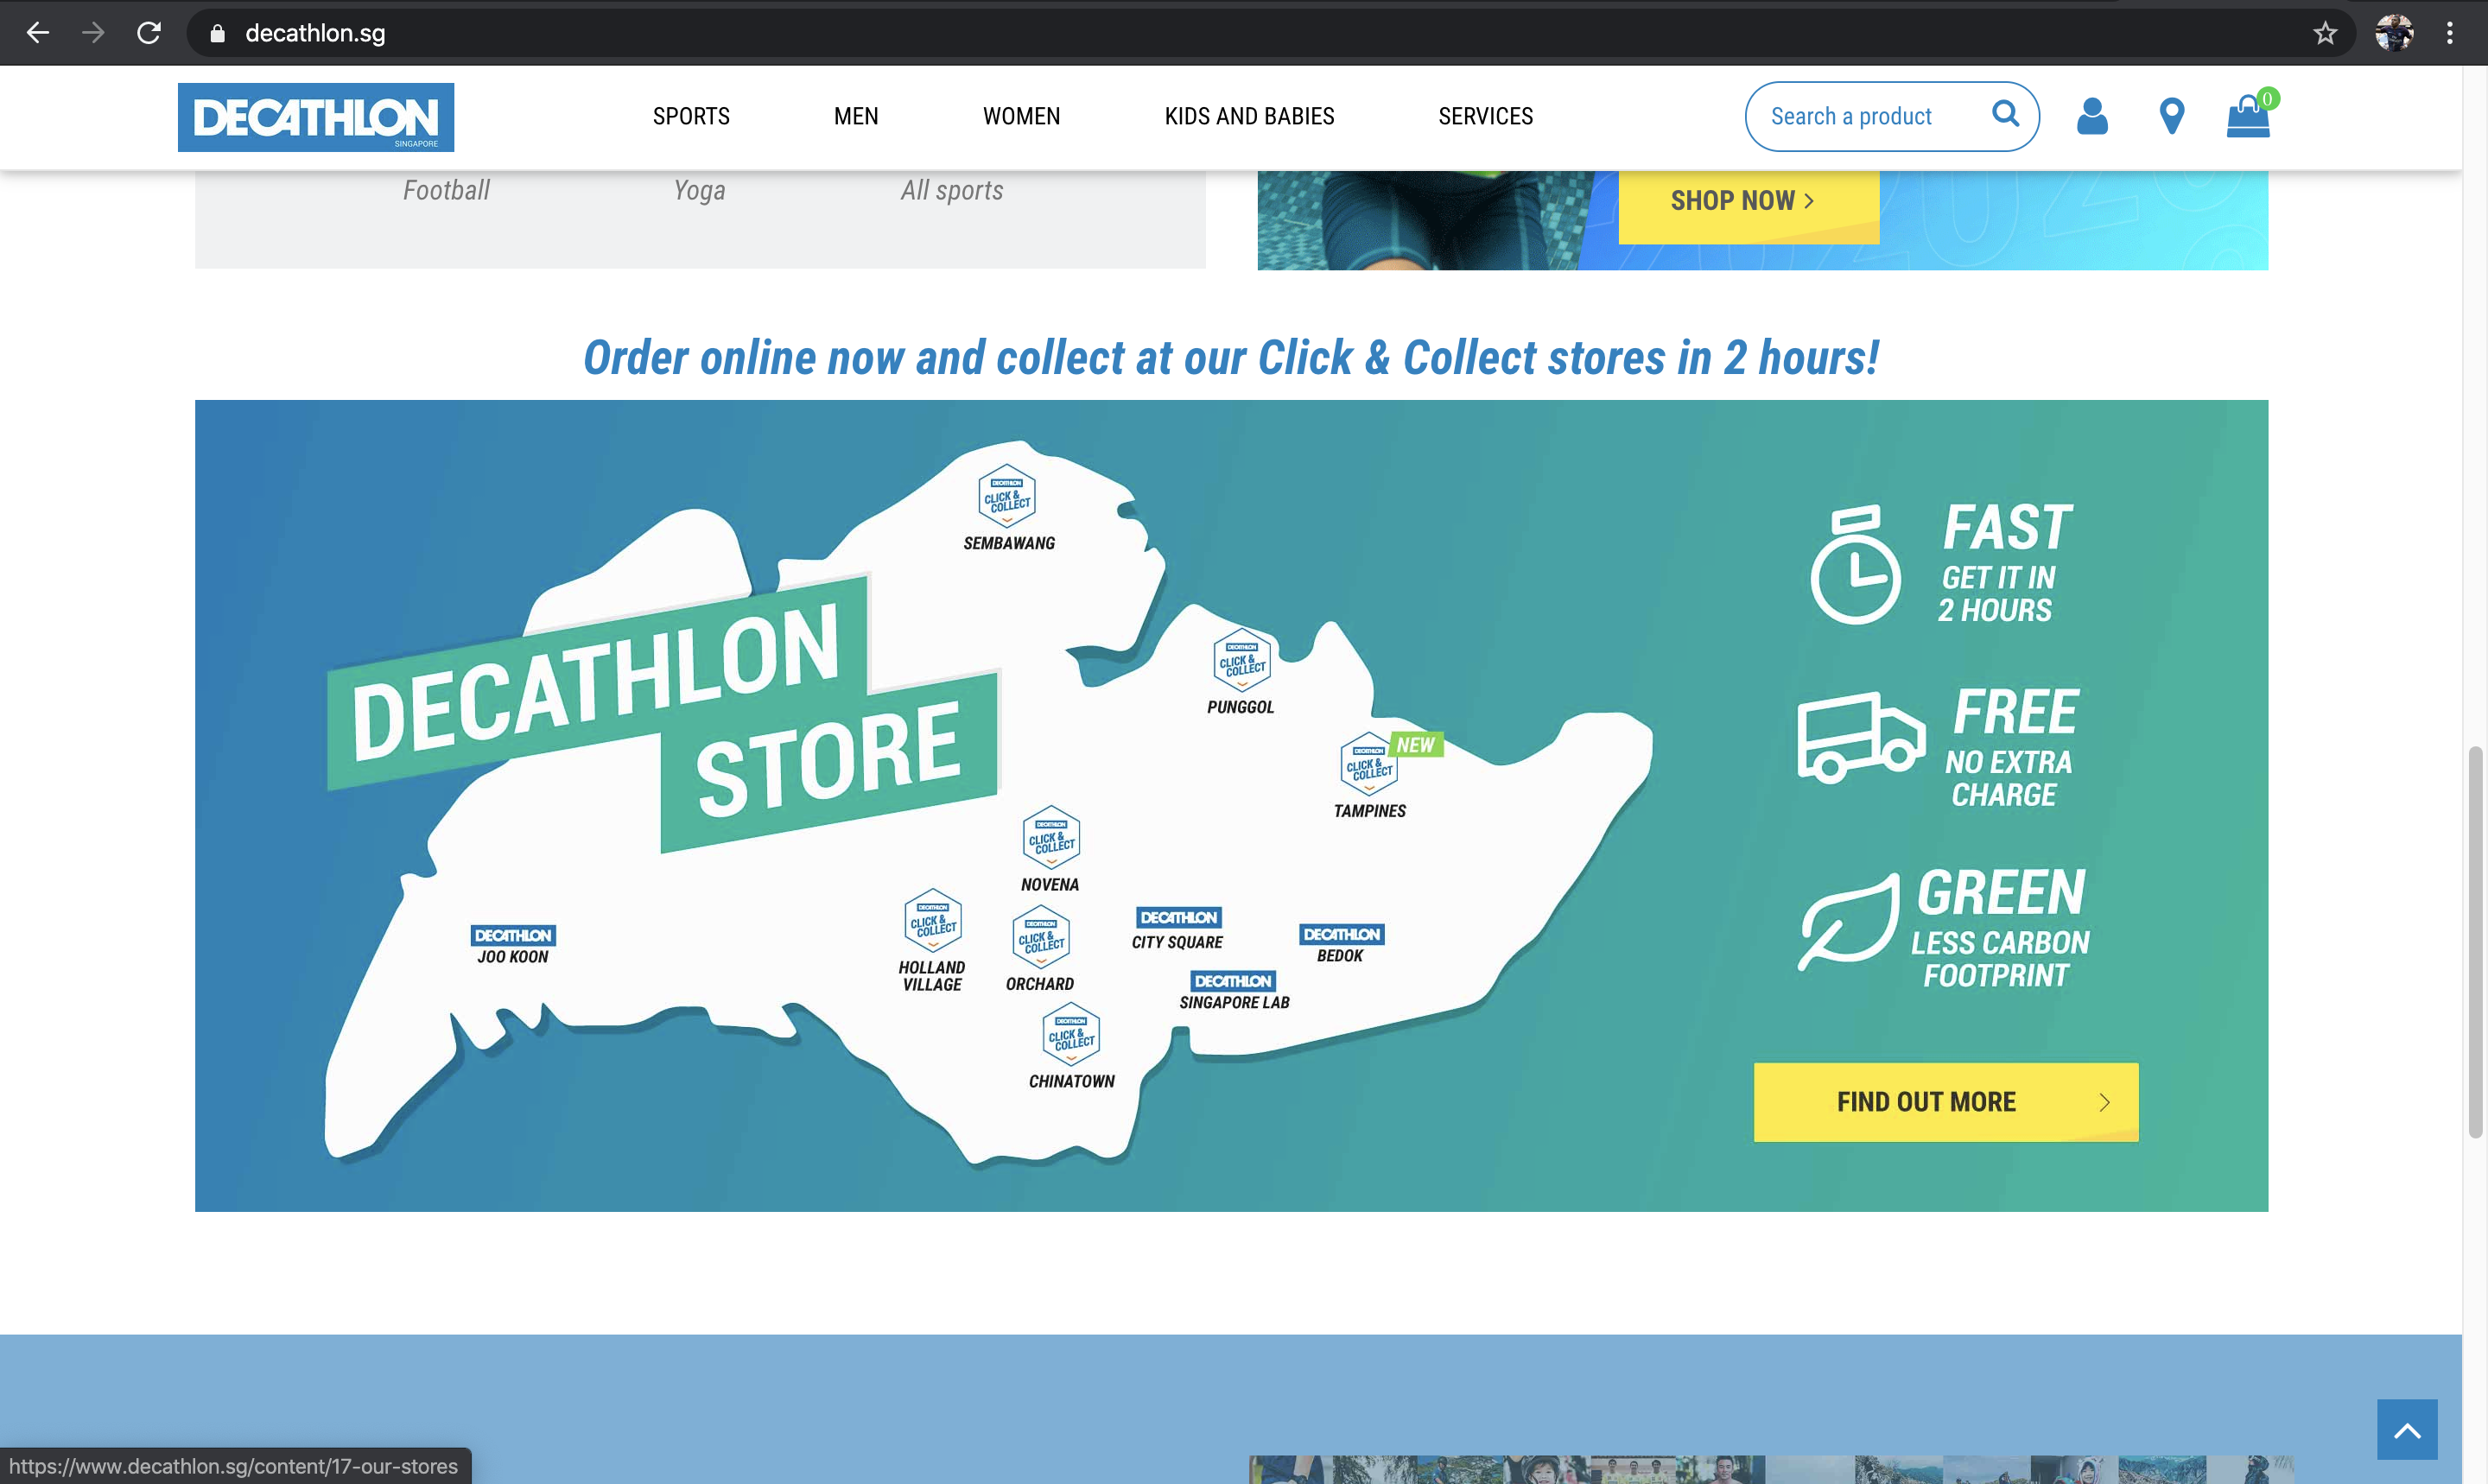 decathlon.sg
DECATHLON
SINGAPORE
SPORTS
MEN
WOMEN
KIDS AND BABIES
SERVICES
Search a product
0
Football
Yoga
All sports
SHOP NOW >
Order online now and collect at our Click & Collect stores in 2 hours!
DECATHLON
STORE
DECATHLON
CLICK &
COLLECT
SEMBAWANG
DECATHLON
CLICK &
COLLECT
PUNGGOL
DECATHLON
CLICK &
COLLECT
NEW
TAMPINES
DECATHLON
CLICK &
COLLECT
NOVENA
DECATHLON
CLICK &
COLLECT
HOLLAND
VILLAGE
DECATHLON
CLICK &
COLLECT
ORCHARD
DECATHLON
CITY SQUARE
DECATHLON
BEDOK
DECATHLON
SINGAPORE LAB
DECATHLON
JOO KOON
DECATHLON
CLICK &
COLLECT
CHINATOWN
FAST
GET IT IN
2 HOURS
FREE
NO EXTRA
CHARGE
GREEN
LESS CARBON
FOOTPRINT
FIND OUT MORE
https://www.decathlon.sg/content/17-our-stores